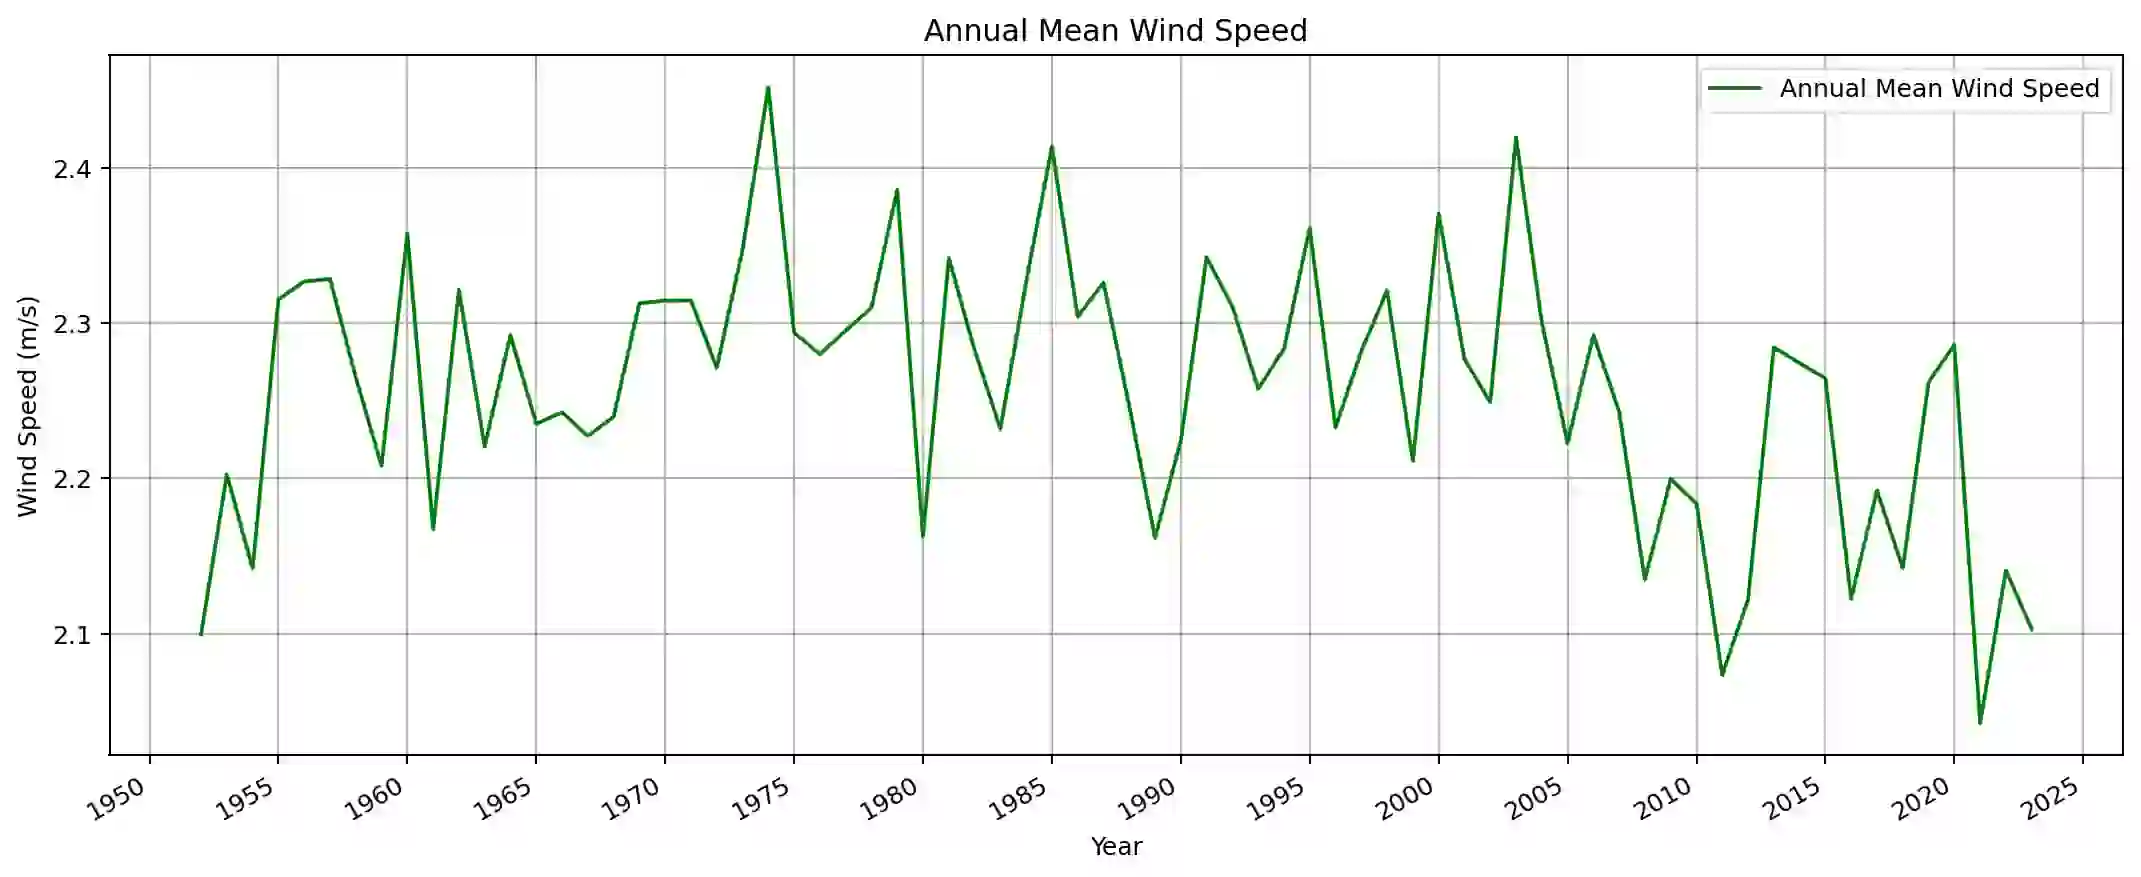 Annual Mean Wind Speed
Annual Mean Wind Speed
2.4
2.3
2.2
2.1
Wind Speed (m/s)
1950 1955 1960 1965 1970 1975 1980 1985 1990 1995 2000 2005 2010 2015 2020 2025
Year